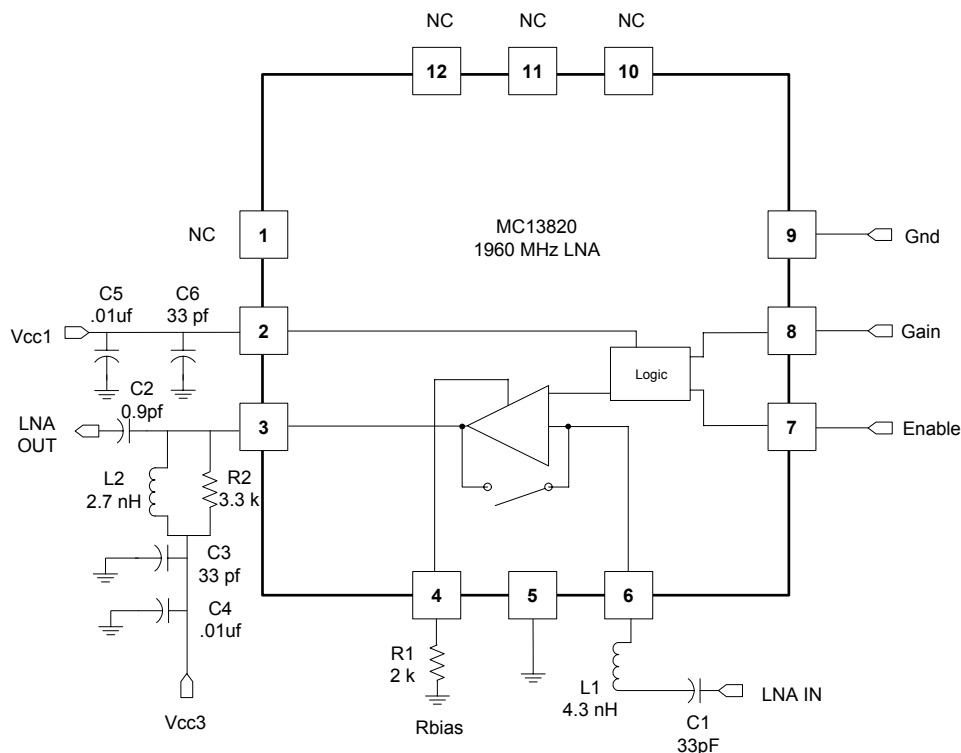 NC
NC
NC
12
11
10
MC13820
1960 MHz LNA
NC
1
9
Gnd
C5
.01uf
C6
33 pf
Vcc1
2
8
Gain
Logic
C2
0.9pf
LNA
OUT
3
7
Enable
L2
2.7 nH
R2
3.3 k
C3
33 pf
C4
.01uf
4
5
6
R1
2 k
L1
4.3 nH
LNA IN
C1
33pF
Vcc3
Rbias